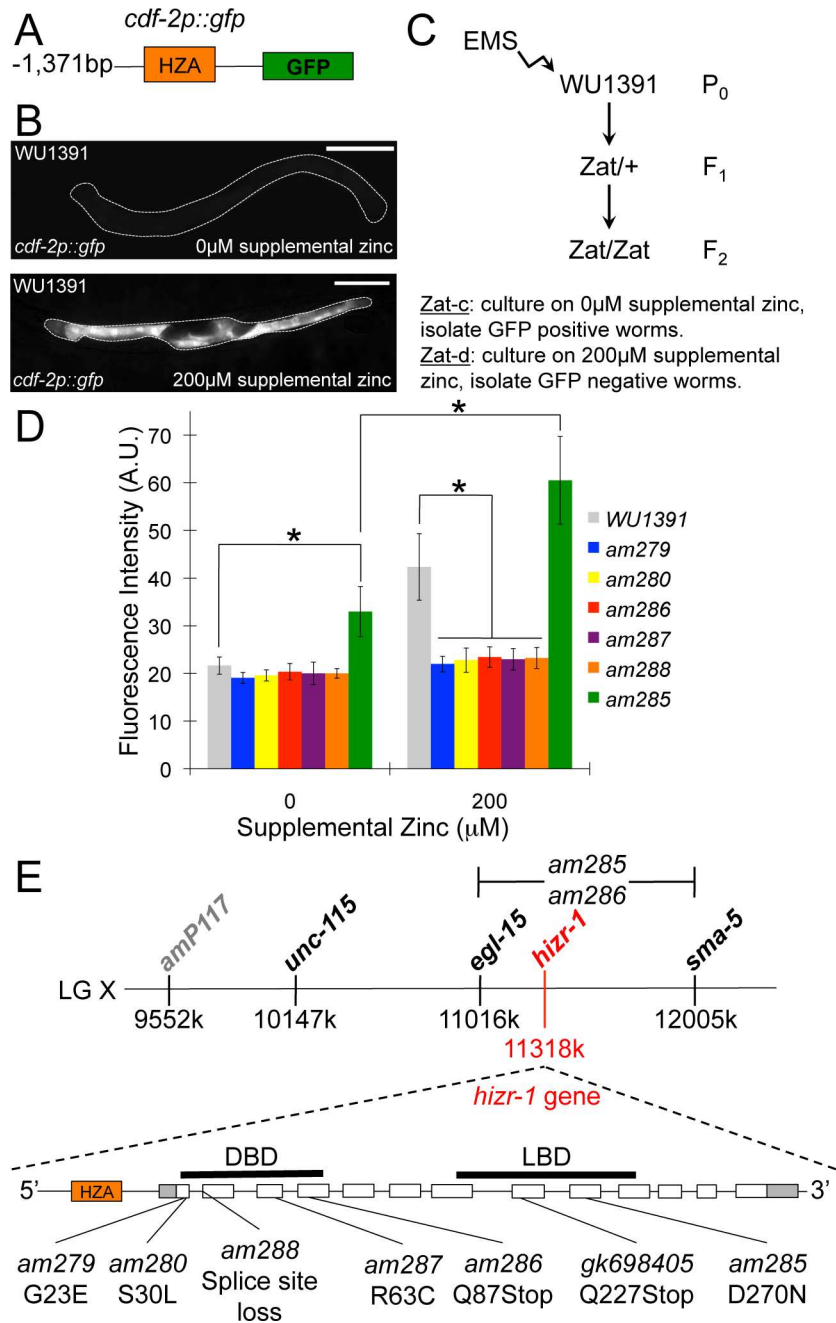 A
cdf-2p::gfp
-1,371bp
HZA
GFP
B
WU1391
cdf-2p::gfp
0µM supplemental zinc
WU1391
cdf-2p::gfp
200µM supplemental zinc
C
EMS
WU1391 P0
Zat/+ F1
Zat/Zat F2
Zat-c: culture on 0µM supplemental zinc,
isolate GFP positive worms.
Zat-d: culture on 200µM supplemental
zinc, isolate GFP negative worms.
D
Fluorescence Intensity (A.U.)
70
60
50
40
30
20
10
0
*
*
*
0
200
Supplemental Zinc (µM)
WU1391
am279
am280
am286
am287
am288
am285
E
am285
am286
amP117
unc-115
egl-15
hizr-1
sma-5
LG X
9552k
10147k
11016k
12005k
11318k
hizr-1 gene
DBD
LBD
5’
HZA
3’
am279
G23E
am280
S30L
am288
Splice site
loss
am287
R63C
am286
Q87Stop
gk698405
Q227Stop
am285
D270N